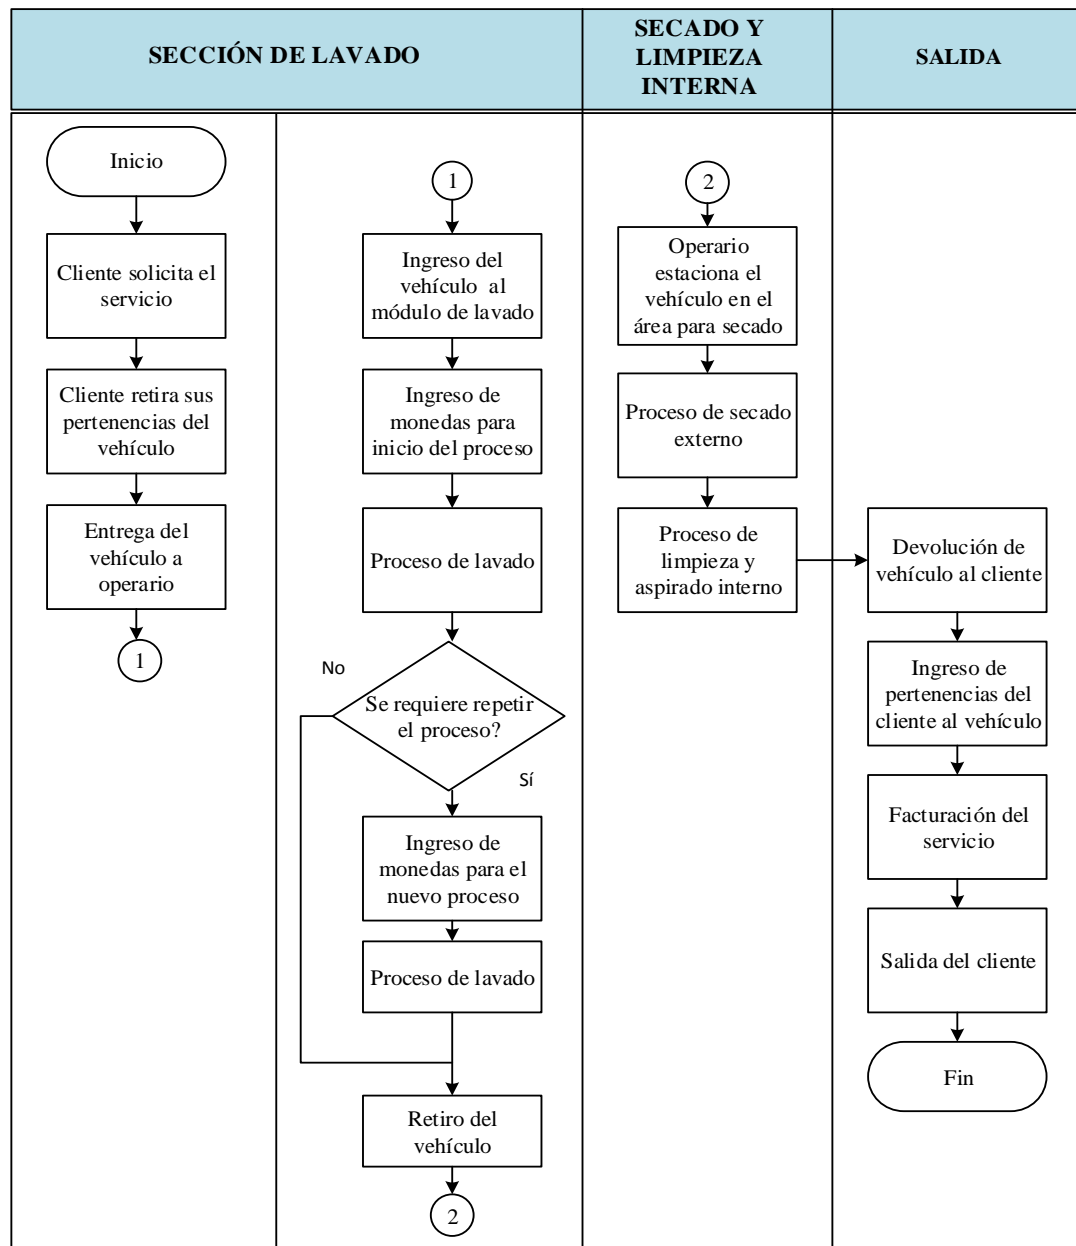 SECCIÓN DE LAVADO
SECADO Y
LIMPIEZA
INTERNA
SALIDA
Inicio
Cliente solicita el
servicio
Cliente retira sus
pertenencias del
vehículo
Entrega del
vehículo a
operario
1
1
Ingreso del
vehículo al
módulo de lavado
Ingreso de
monedas para
inicio del proceso
Proceso de lavado
No
Se requiere repetir
el proceso?
Sí
Ingreso de
monedas para el
nuevo proceso
Proceso de lavado
Retiro del
vehículo
2
2
Operario
estaciona el
vehículo en el
área para secado
Proceso de secado
externo
Proceso de
limpieza y
aspirado interno
Devolución de
vehículo al cliente
Ingreso de
pertenencias del
cliente al vehículo
Facturación del
servicio
Salida del cliente
Fin